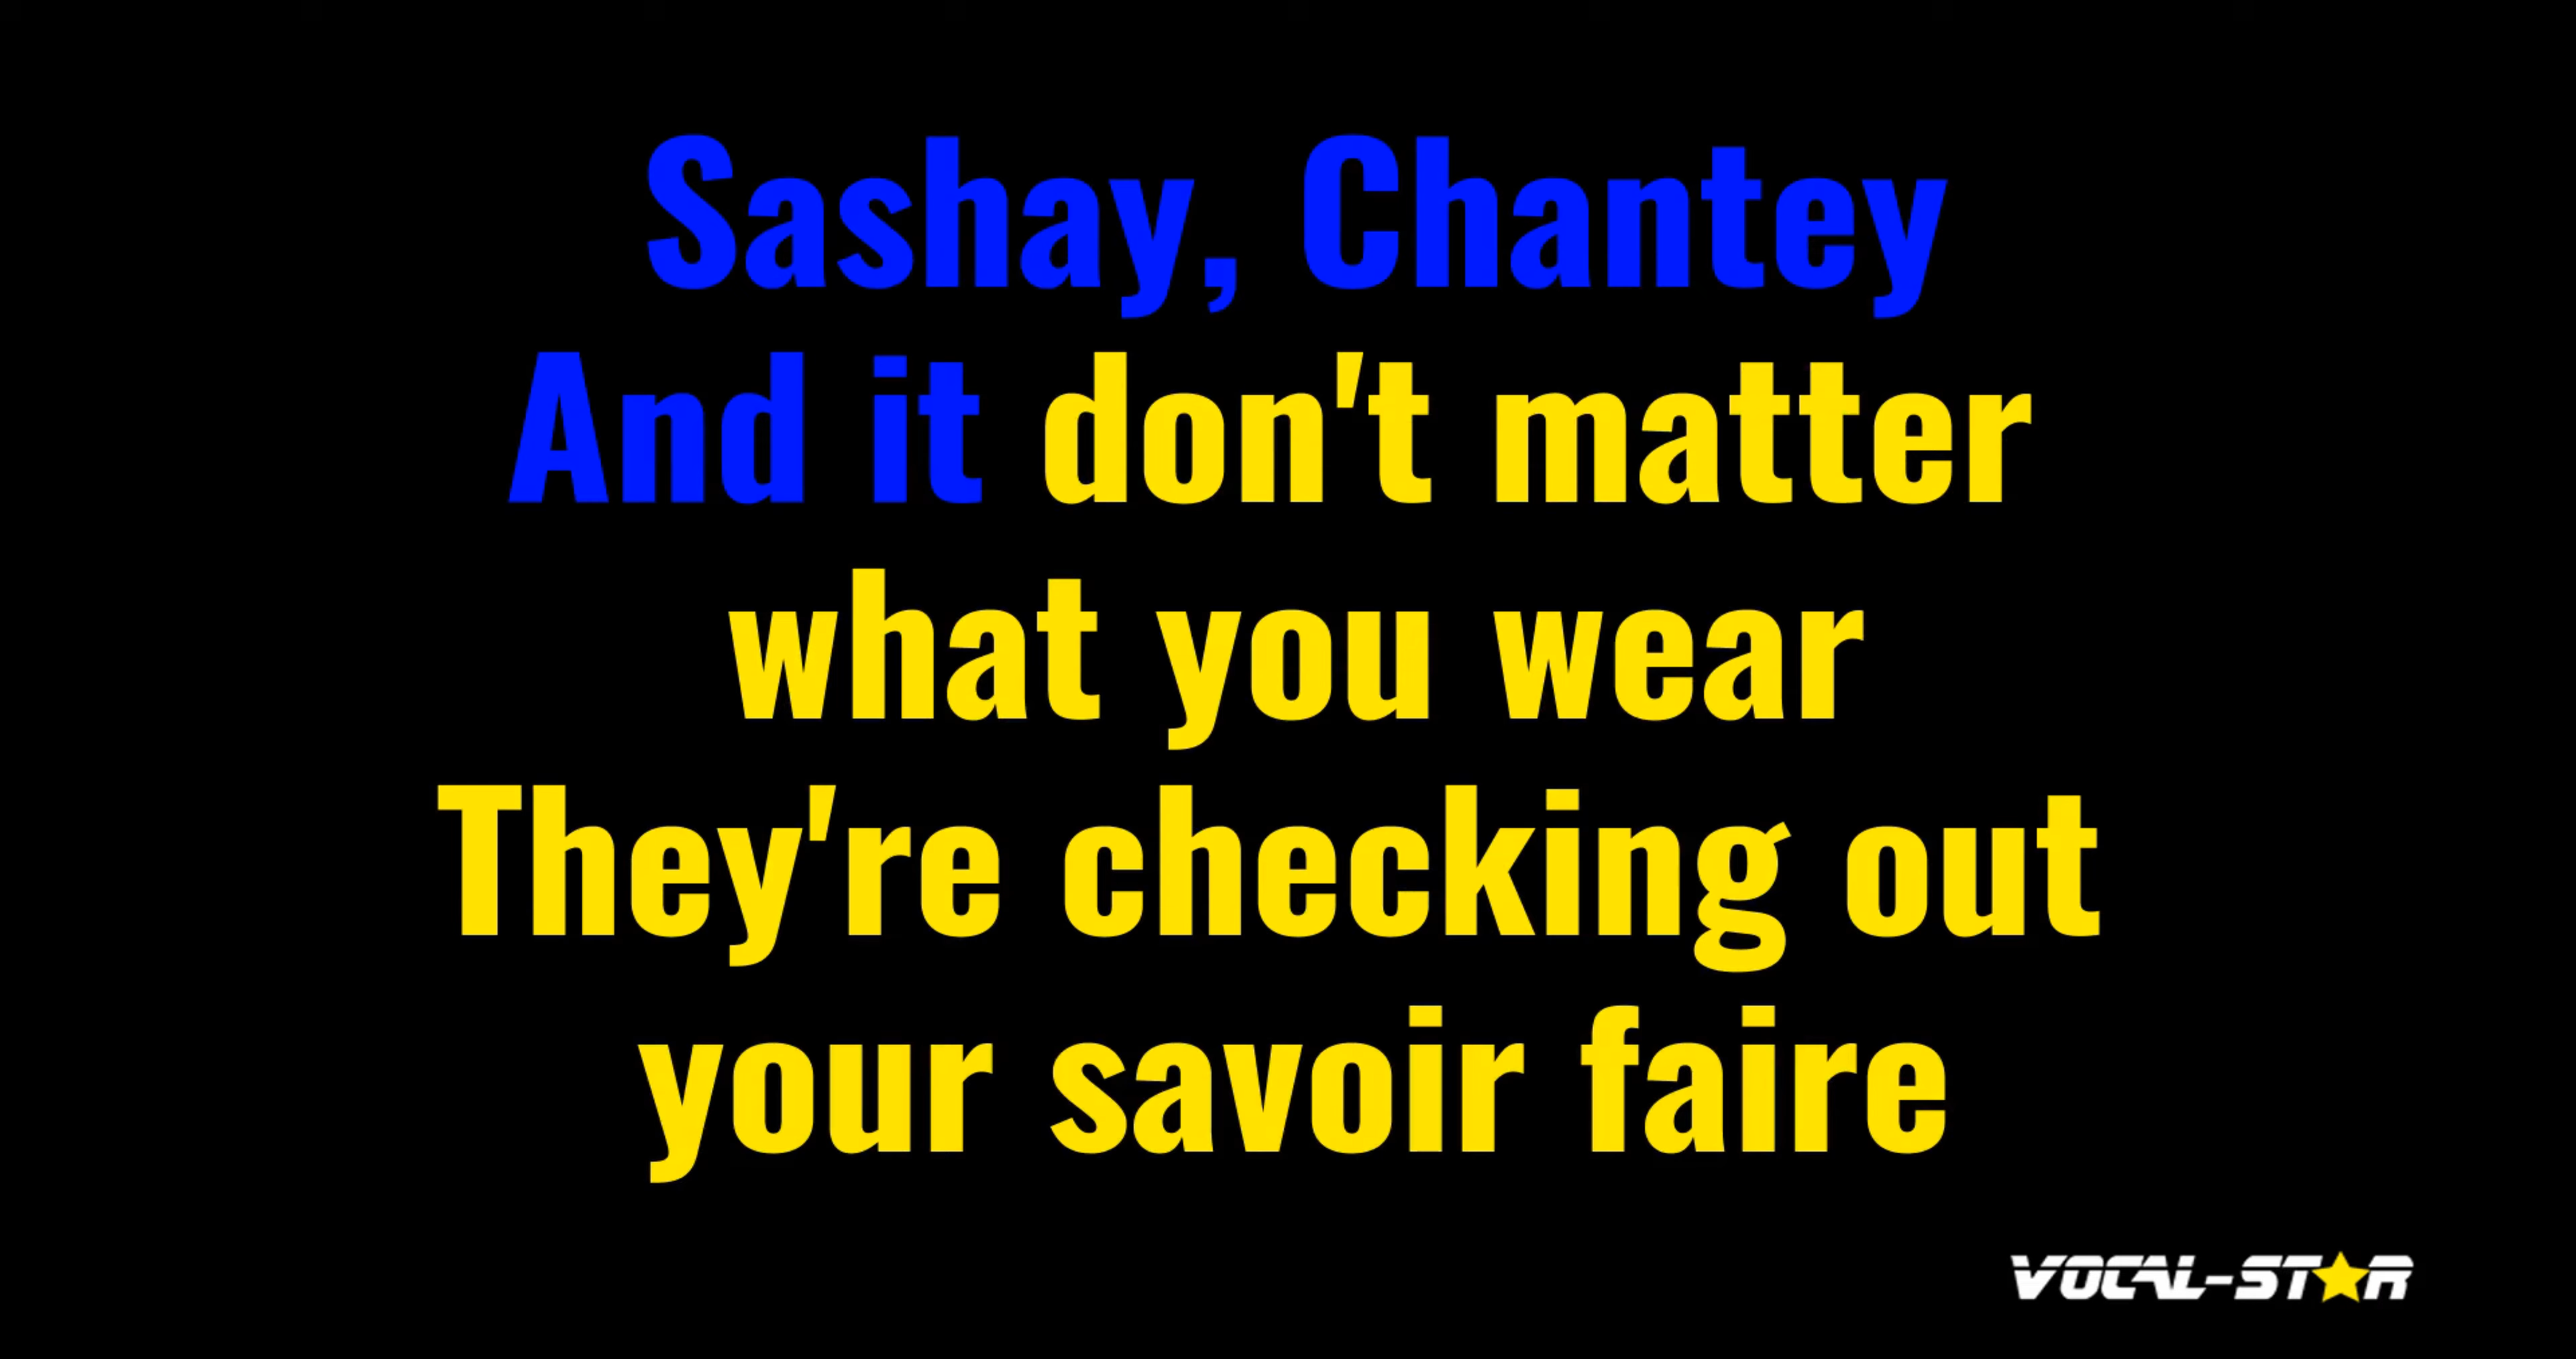 Sashay, Chantey
And it don't matter
what you wear
They're checking out
your savoir faire
VOCAL-STAR